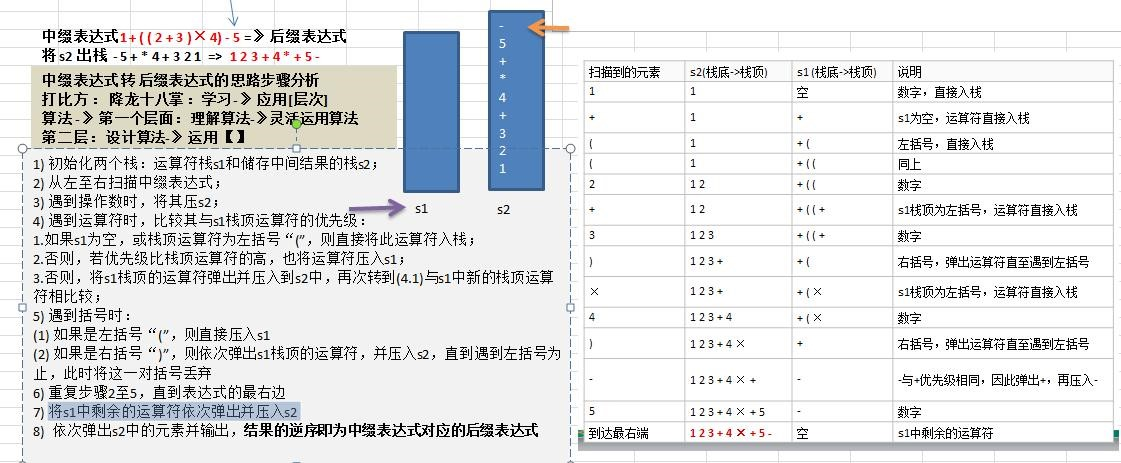 中缀表达式1+((2+3)×4)-5=》后缀表达式
将s2出栈 -5+*4+321 => 123+4*+5-
中缀表达式转后缀表达式的思路步骤分析
打比方：降龙十八掌：学习-》应用[层次]
算法-》第一个层面：理解算法-》灵活运用算法
第二层：设计算法-》运用【】
1) 初始化两个栈：运算符栈s1和储存中间结果的栈s2；
2) 从左至右扫描中缀表达式；
3) 遇到操作数时，将其压s2；
4) 遇到运算符时，比较其与s1栈顶运算符的优先级：
1.如果s1为空，或栈顶运算符为左括号“(”，则直接将此运算符入栈；
2.否则，若优先级比栈顶运算符的高，也将运算符压入s1；
3.否则，将s1栈顶的运算符弹出并压入到s2中，再次转到(4.1)与s1中新的栈顶运算
符相比较；
5) 遇到括号时：
(1) 如果是左括号“(”，则直接压入s1
(2) 如果是右括号“)”，则依次弹出s1栈顶的运算符，并压入s2，直到遇到左括号为
止，此时将这一对括号丢弃
6) 重复步骤2至5，直到表达式的最右边
7) 将s1中剩余的运算符依次弹出并压入s2
8) 依次弹出s2中的元素并输出，结果的逆序即为中缀表达式对应的后缀表达式
-
5
+
*
4
+
3
2
1
s1
s2
扫描到的元素 s2(栈底->栈顶) s1 (栈底->栈顶) 说明
1 1 空 数字，直接入栈
+ 1 + s1为空，运算符直接入栈
( 1 + ( 左括号，直接入栈
( 1 + ( ( 同上
2 1 2 + ( ( 数字
+ 1 2 + ( ( + s1栈顶为左括号，运算符直接入栈
3 1 2 3 + ( ( + 数字
) 1 2 3 + + ( 右括号，弹出运算符直至遇到左括号
× 1 2 3 + + ( × s1栈顶为左括号，运算符直接入栈
4 1 2 3 + 4 + ( × 数字
) 1 2 3 + 4 × + 右括号，弹出运算符直至遇到左括号
- 1 2 3 + 4 × + - -与+优先级相同，因此弹出+，再压入-
5 1 2 3 + 4 × + 5 - 数字
到达最右端 1 2 3 + 4 × + 5 - 空 s1中剩余的运算符